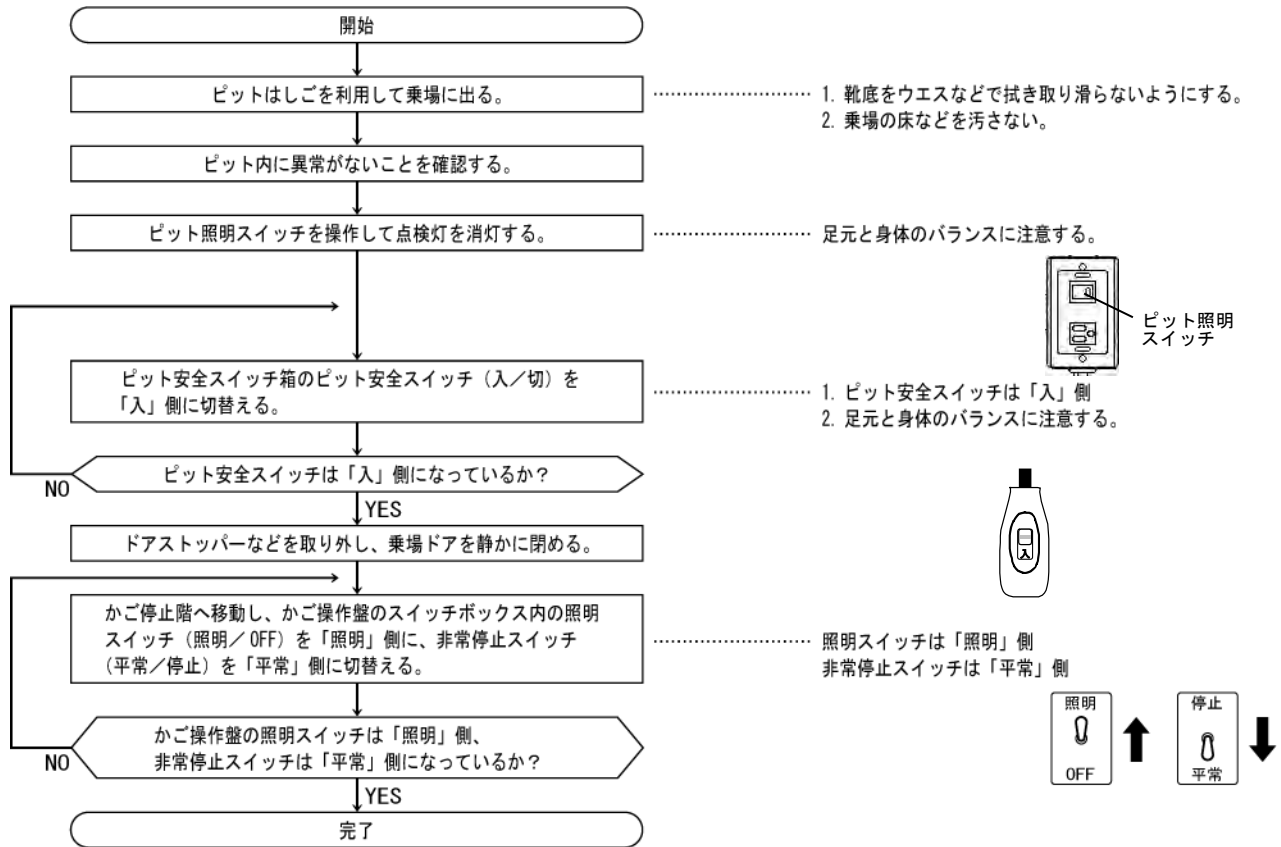 開始
ピットはしごを利用して乗場に出る。
1. 靴底をウエスなどで拭き取り滑らないようにする。
2. 乗場の床などを汚さない。
ピット内に異常がないことを確認する。
ピット照明スイッチを操作して点検灯を消灯する。
足元と身体のバランスに注意する。
ピット照明
スイッチ
ピット安全スイッチ箱のピット安全スイッチ（入／切）を
「入」側に切替える。
1. ピット安全スイッチは「入」側
2. 足元と身体のバランスに注意する。
ピット安全スイッチは「入」側になっているか？
NO
YES
入
ドアストッパーなどを取り外し、乗場ドアを静かに閉める。
かご停止階へ移動し、かご操作盤のスイッチボックス内の照明
スイッチ（照明／OFF）を「照明」側に、非常停止スイッチ
（平常／停止）を「平常」側に切替える。
照明スイッチは「照明」側
非常停止スイッチは「平常」側
照明
OFF
停止
平常
かご操作盤の照明スイッチは「照明」側、
非常停止スイッチは「平常」側になっているか？
NO
YES
完了